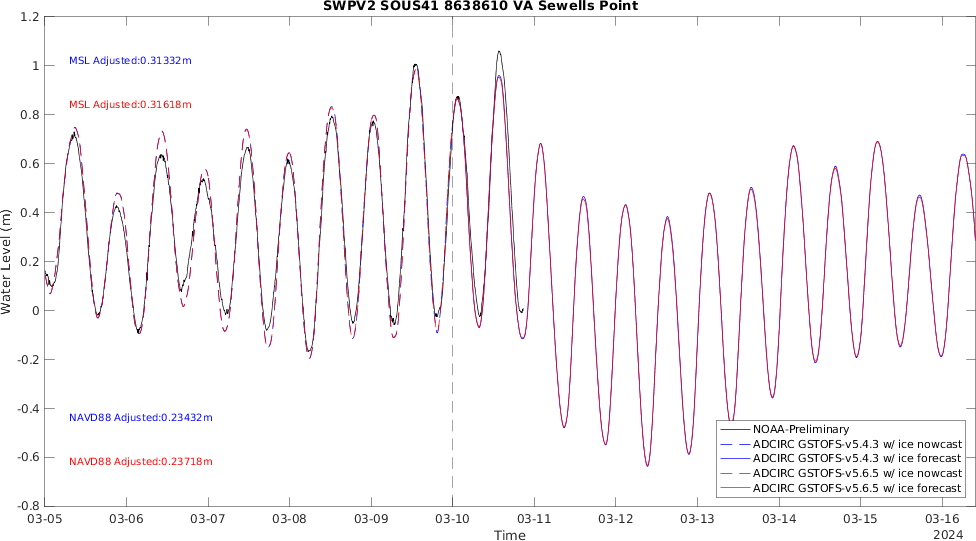 SWPV2 SOUS41 8638610 VA Sewells Point
1.2
1
0.8
0.6
0.4
0.2
0
-0.2
-0.4
-0.6
-0.8
Water Level (m)
MSL Adjusted:0.31332m
MSL Adjusted:0.31618m
NAVD88 Adjusted:0.23432m
NAVD88 Adjusted:0.23718m
NOAA-Preliminary
ADCIRC GSTOFS-v5.4.3 w/ ice nowcast
ADCIRC GSTOFS-v5.4.3 w/ ice forecast
ADCIRC GSTOFS-v5.6.5 w/ ice nowcast
ADCIRC GSTOFS-v5.6.5 w/ ice forecast
03-05 03-06 03-07 03-08 03-09 03-10 03-11 03-12 03-13 03-14 03-15 03-16
Time
2024